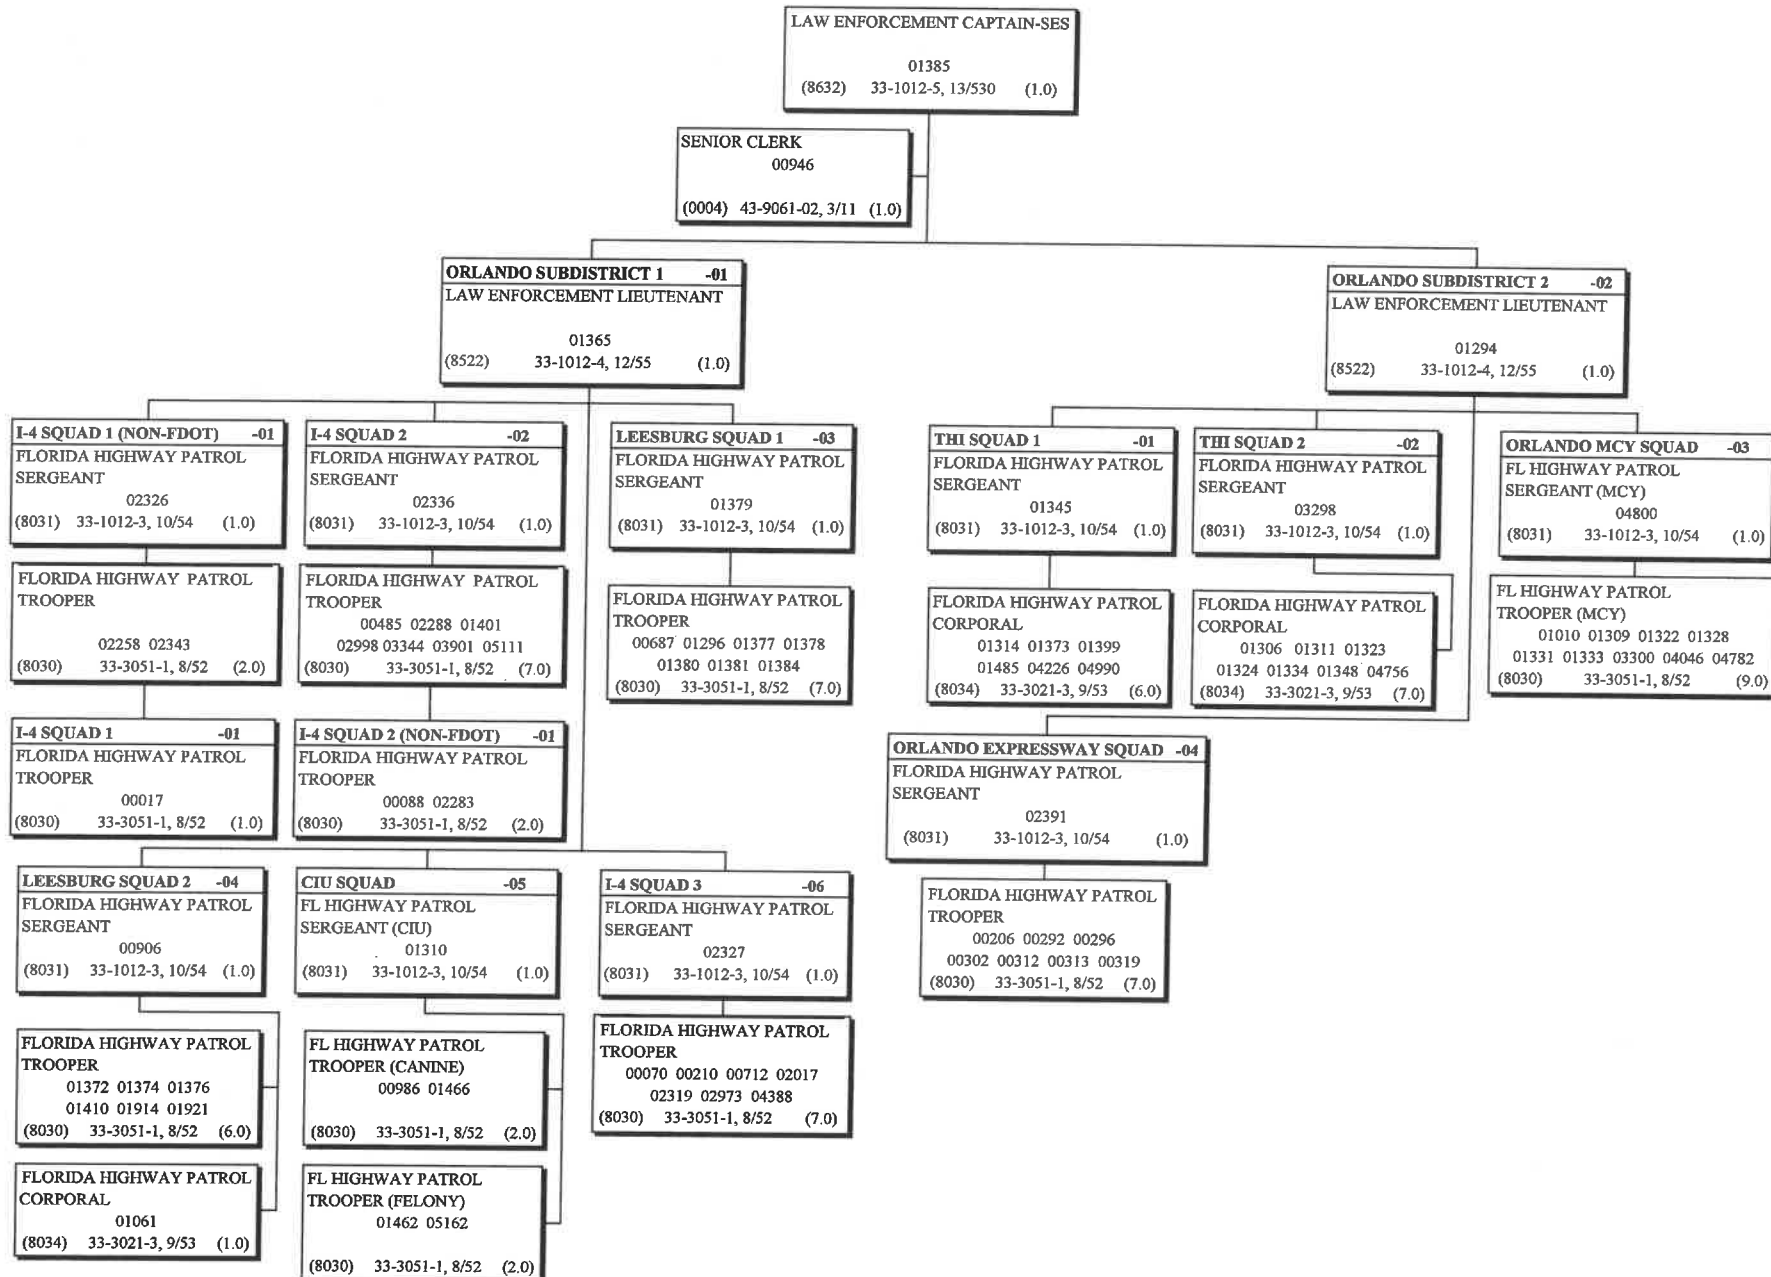 LAW ENFORCEMENT CAPTAIN-SES
01385
(8632) 33-1012-5, 13/530 (1.0)
SENIOR CLERK
00946
(0004) 43-9061-02, 3/11 (1.0)
ORLANDO SUBDISTRICT 1 -01
LAW ENFORCEMENT LIEUTENANT
01365
(8522) 33-1012-4, 12/55 (1.0)
ORLANDO SUBDISTRICT 2 -02
LAW ENFORCEMENT LIEUTENANT
01294
(8522) 33-1012-4, 12/55 (1.0)
I-4 SQUAD 1 (NON-FDOT) -01
FLORIDA HIGHWAY PATROL
SERGEANT
02326
(8031) 33-1012-3, 10/54 (1.0)
I-4 SQUAD 2 -02
FLORIDA HIGHWAY PATROL
SERGEANT
02336
(8031) 33-1012-3, 10/54 (1.0)
LEESBURG SQUAD 1 -03
FLORIDA HIGHWAY PATROL
SERGEANT
01379
(8031) 33-1012-3, 10/54 (1.0)
THI SQUAD 1 -01
FLORIDA HIGHWAY PATROL
SERGEANT
01345
(8031) 33-1012-3, 10/54 (1.0)
THI SQUAD 2 -02
FLORIDA HIGHWAY PATROL
SERGEANT
03298
(8031) 33-1012-3, 10/54 (1.0)
ORLANDO MCY SQUAD -03
FL HIGHWAY PATROL
SERGEANT (MCY)
04800
(8031) 33-1012-3, 10/54 (1.0)
FLORIDA HIGHWAY PATROL
TROOPER
02258 02343
(8030) 33-3051-1, 8/52 (2.0)
FLORIDA HIGHWAY PATROL
TROOPER
00485 02288 01401
02998 03344 03901 05111
(8030) 33-3051-1, 8/52 (7.0)
FLORIDA HIGHWAY PATROL
TROOPER
00687 01296 01377 01378
01380 01381 01384
(8030) 33-3051-1, 8/52 (7.0)
FLORIDA HIGHWAY PATROL
CORPORAL
01314 01373 01399
01485 04226 04990
(8034) 33-3021-3, 9/53 (6.0)
FLORIDA HIGHWAY PATROL
CORPORAL
01306 01311 01323
01324 01334 01348 04756
(8034) 33-3021-3, 9/53 (7.0)
FL HIGHWAY PATROL
TROOPER (MCY)
01010 01309 01322 01328
01331 01333 03300 04046 04782
(8030) 33-3051-1, 8/52 (9.0)
I-4 SQUAD 1 -01
FLORIDA HIGHWAY PATROL
TROOPER
00017
(8030) 33-3051-1, 8/52 (1.0)
I-4 SQUAD 2 (NON-FDOT) -01
FLORIDA HIGHWAY PATROL
TROOPER
00088 02283
(8030) 33-3051-1, 8/52 (2.0)
ORLANDO EXPRESSWAY SQUAD -04
FLORIDA HIGHWAY PATROL
SERGEANT
02391
(8031) 33-1012-3, 10/54 (1.0)
LEESBURG SQUAD 2 -04
FLORIDA HIGHWAY PATROL
SERGEANT
00906
(8031) 33-1012-3, 10/54 (1.0)
CIU SQUAD -05
FL HIGHWAY PATROL
SERGEANT (CIU)
01310
(8031) 33-1012-3, 10/54 (1.0)
I-4 SQUAD 3 -06
FLORIDA HIGHWAY PATROL
SERGEANT
02327
(8031) 33-1012-3, 10/54 (1.0)
FLORIDA HIGHWAY PATROL
TROOPER
00206 00292 00296
00302 00312 00313 00319
(8030) 33-3051-1, 8/52 (7.0)
FLORIDA HIGHWAY PATROL
TROOPER
01372 01374 01376
01410 01914 01921
(8030) 33-3051-1, 8/52 (6.0)
FL HIGHWAY PATROL
TROOPER (CANINE)
00986 01466
(8030) 33-3051-1, 8/52 (2.0)
FLORIDA HIGHWAY PATROL
TROOPER
00070 00210 00712 02017
02319 02973 04388
(8030) 33-3051-1, 8/52 (7.0)
FLORIDA HIGHWAY PATROL
CORPORAL
01061
(8034) 33-3021-3, 9/53 (1.0)
FL HIGHWAY PATROL
TROOPER (FELONY)
01462 05162
(8030) 33-3051-1, 8/52 (2.0)